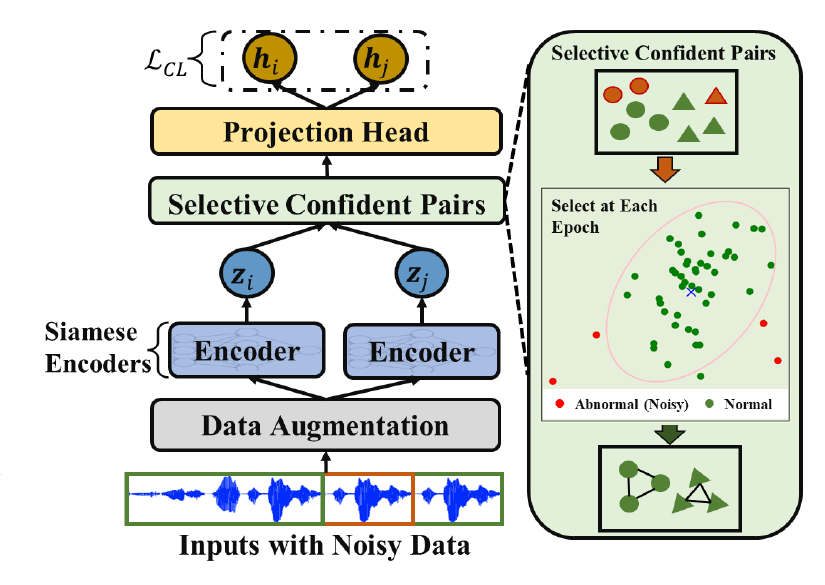 ℒ_CL
h_i
h_j
Projection Head
Selective Confident Pairs
z_i
z_j
Siamese
Encoders
Encoder
Encoder
Data Augmentation
Inputs with Noisy Data
Selective Confident Pairs
Select at Each
Epoch
Abnormal (Noisy)
Normal